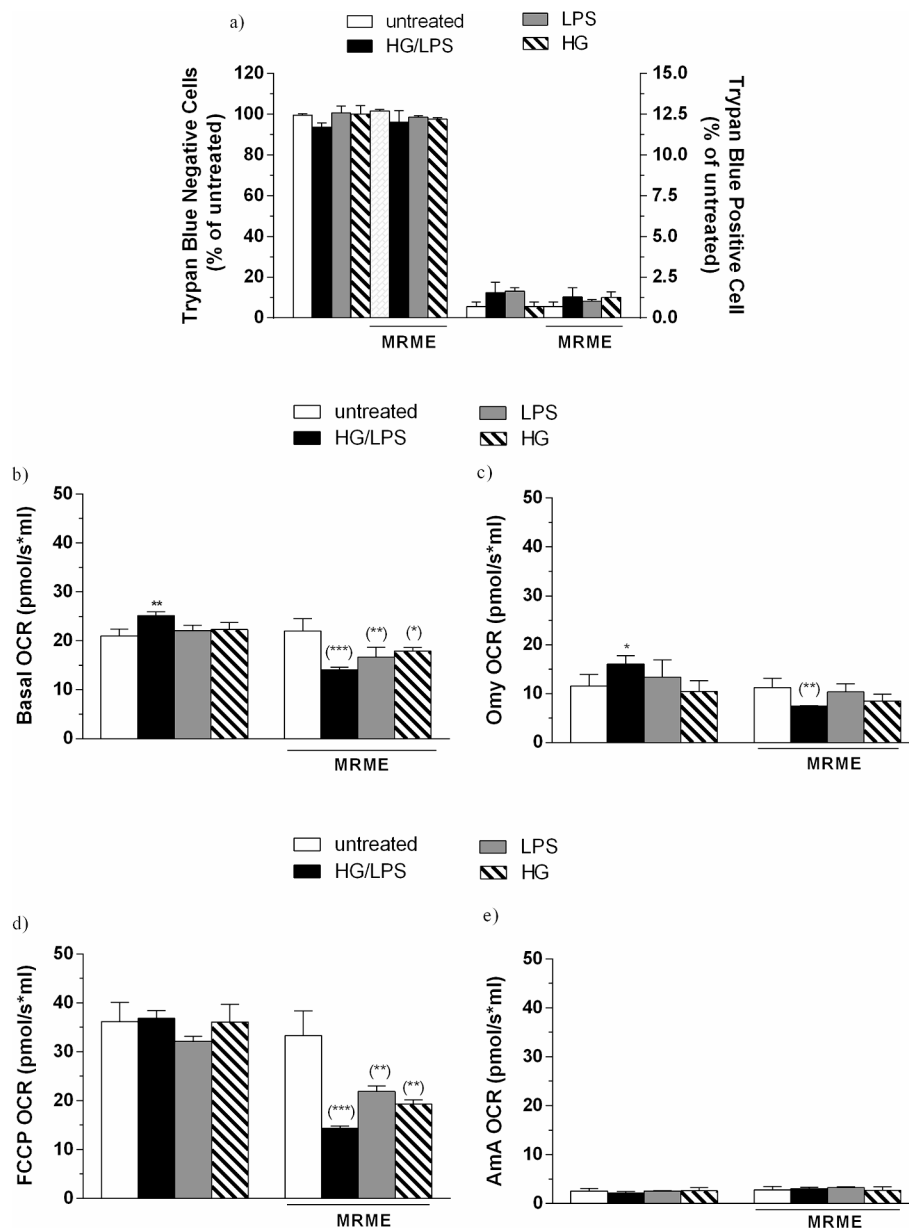 a)
untreated
LPS
HG/LPS
HG
Trypan Blue Negative Cells
(% of untreated)
120
100
80
60
40
20
0
15.0
12.5
10.0
7.5
5.0
2.5
0.0
Trypan Blue Positive Cell
(% of untreated)
MRME
MRME
untreated
LPS
HG/LPS
HG
b)
Basal OCR (pmol/s*ml)
50
40
30
20
10
0
**
(***)
(**)
(*)
MRME
c)
Omy OCR (pmol/s*ml)
50
40
30
20
10
0
*
(**)
MRME
untreated
LPS
HG/LPS
HG
d)
FCCP OCR (pmol/s*ml)
50
40
30
20
10
0
(***)
(**)
(**)
MRME
e)
AmA OCR (pmol/s*ml)
50
40
30
20
10
0
MRME